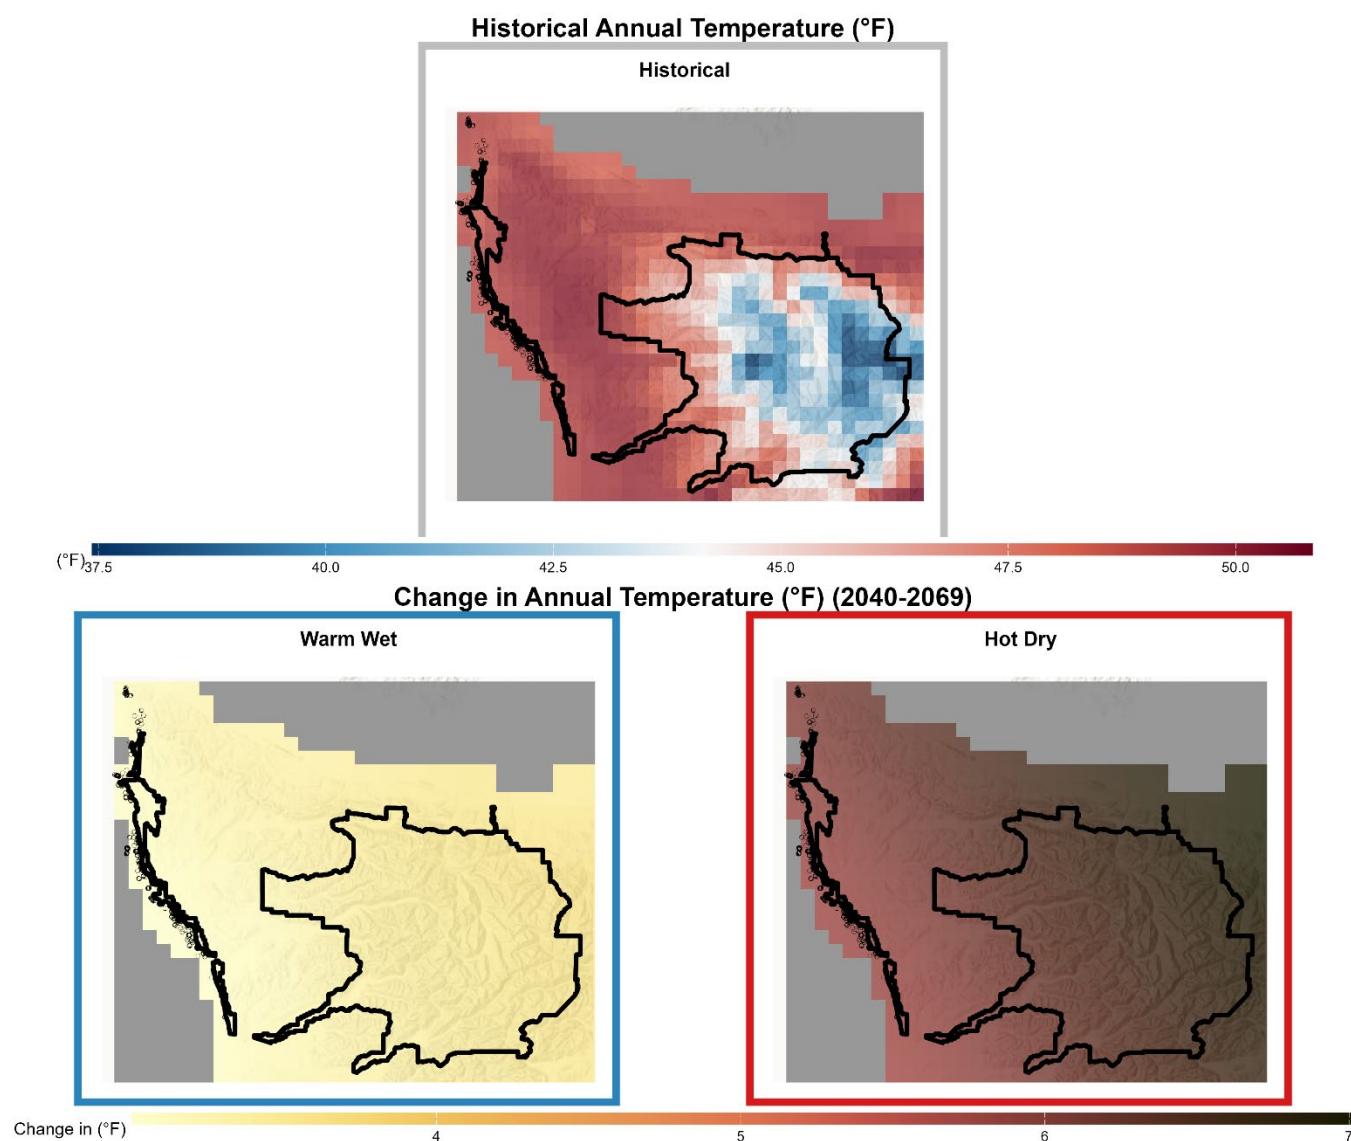 Historical Annual Temperature (°F)
Historical
(°F)
37.5 40.0 42.5 45.0 47.5 50.0
Change in Annual Temperature (°F) (2040-2069)
Warm Wet
Hot Dry
Change in (°F)
4 5 6 7